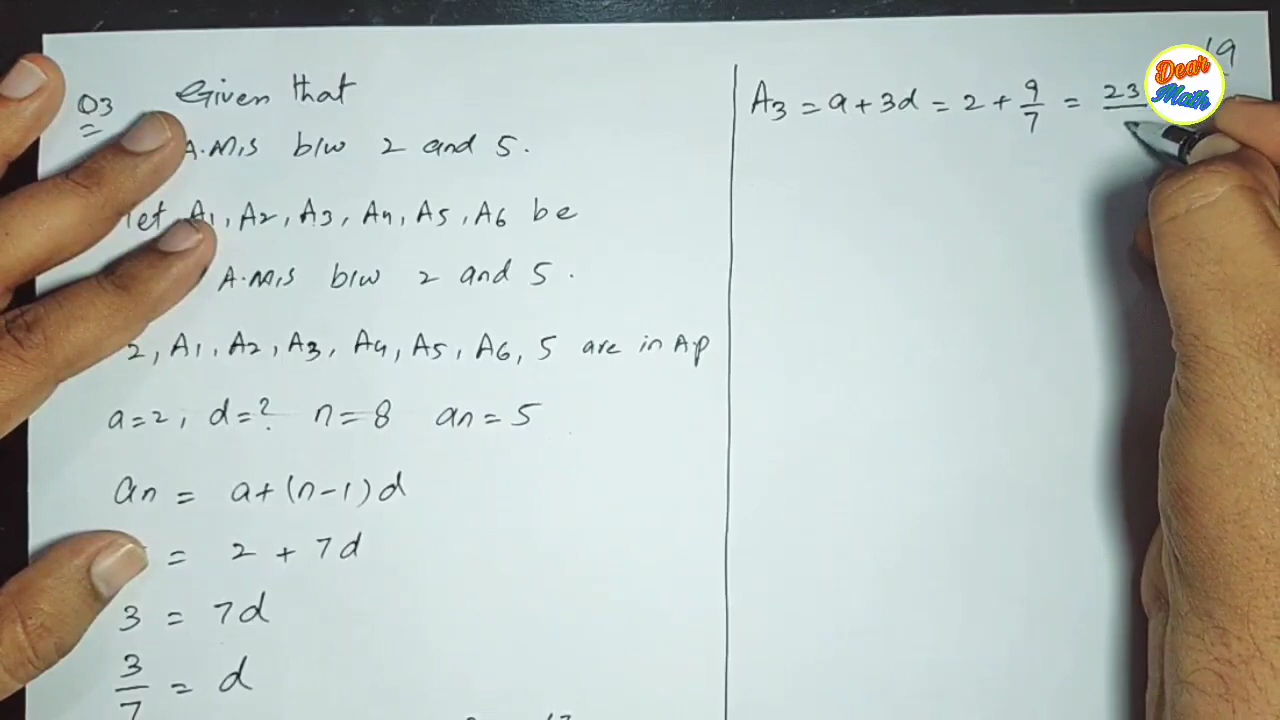 Q3 Given that
A.M,s b/w 2 and 5.
let A1, A2, A3, A4, A5, A6 be
A.M,s b/w 2 and 5.
2, A1, A2, A3, A4, A5, A6, 5 are in A.p
a=2, d=? n=8 an=5
an = a+(n-1)d
= 2 + 7d
3 = 7d
3/7 = d
19
A3 = a+3d = 2 + 9/7 = 23
Dear
Math